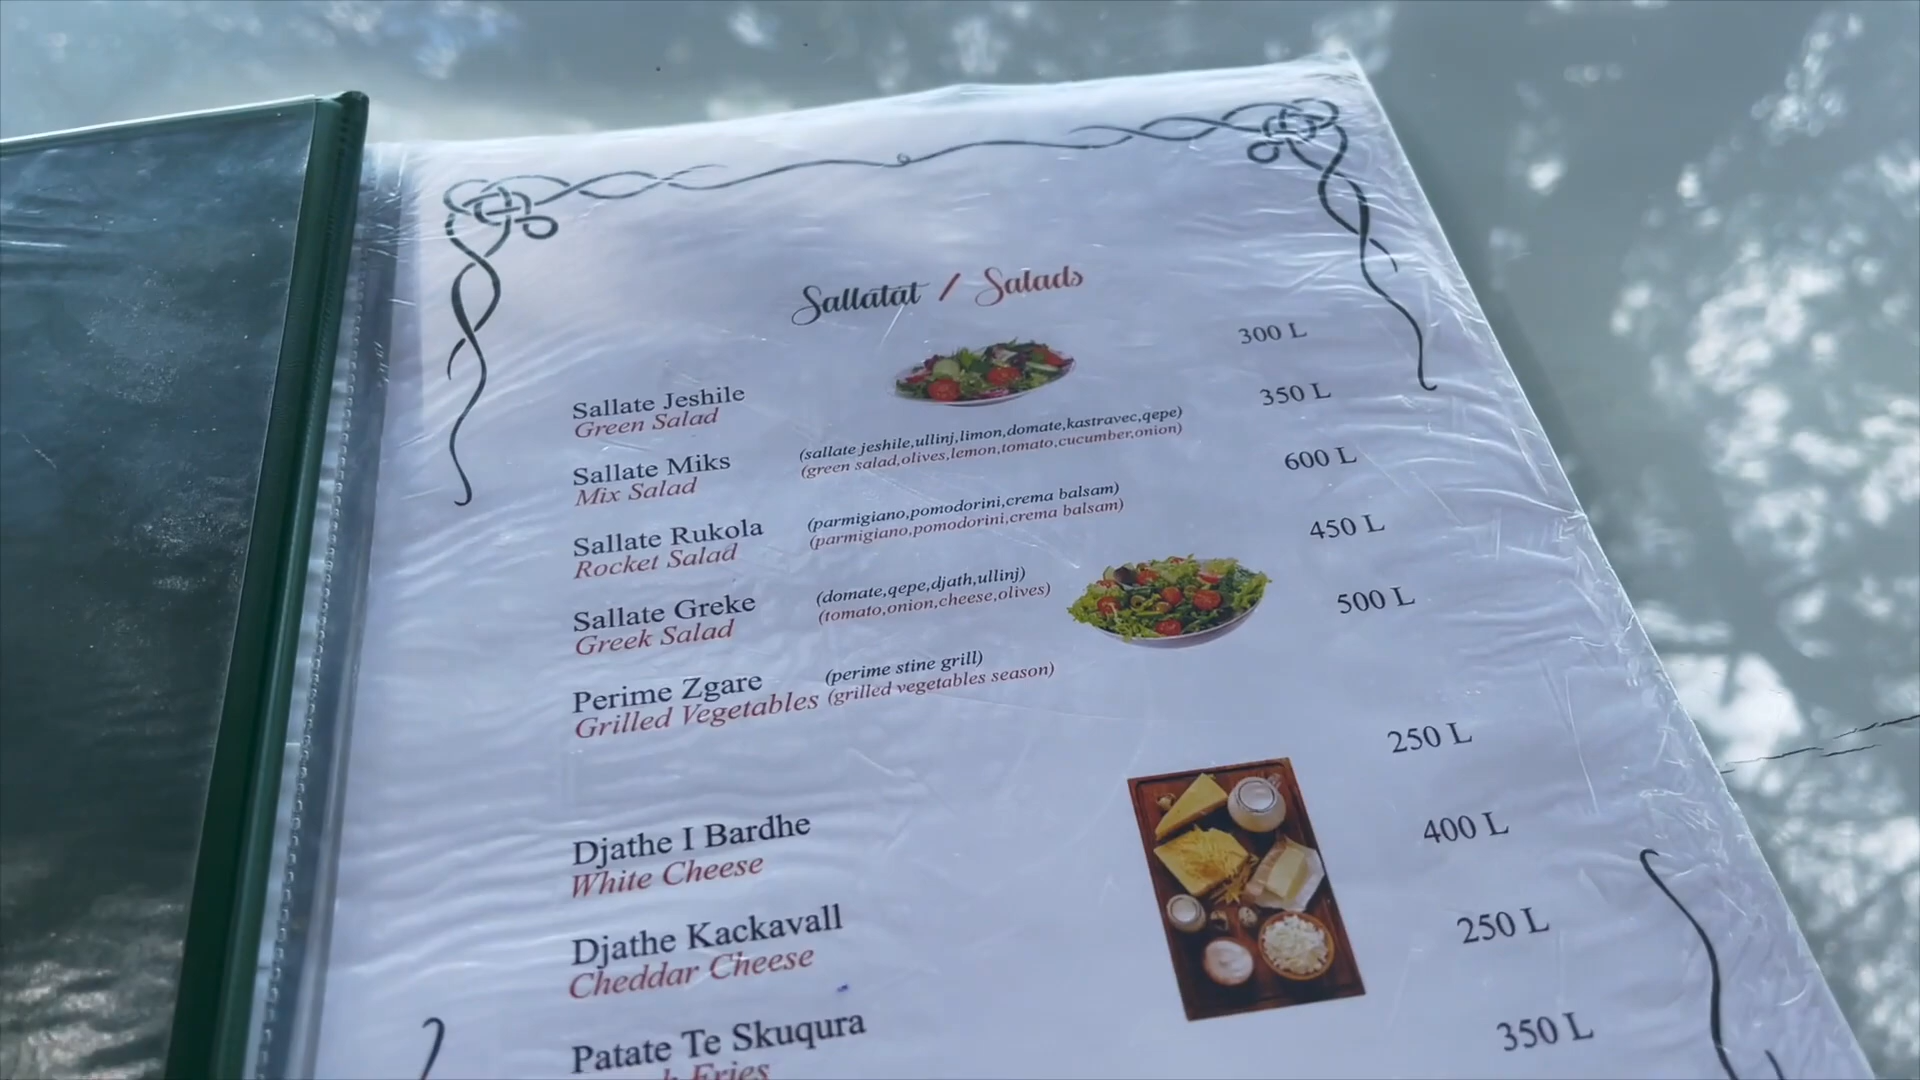 Sallatat / Salads
Sallate Jeshile 300 L
Green Salad
Sallate Miks (sallate jeshile,ullinj,limon,domate,kastravec,qepe) 350 L
Mix Salad (green salad,olives,lemon,tomato,cucumber,onion)
Sallate Rukola (parmigiano,pomodorini,crema balsam) 600 L
Rocket Salad (parmigiano,pomodorini,crema balsam)
Sallate Greke (domate,qepe,djath,ullinj) 450 L
Greek Salad (tomato,onion,cheese,olives)
Perime Zgare (perime stine grill) 500 L
Grilled Vegetables (grilled vegetables season)
Djathe I Bardhe 250 L
White Cheese
Djathe Kackavall 400 L
Cheddar Cheese
Patate Te Skuqura 250 L
Fries
350 L